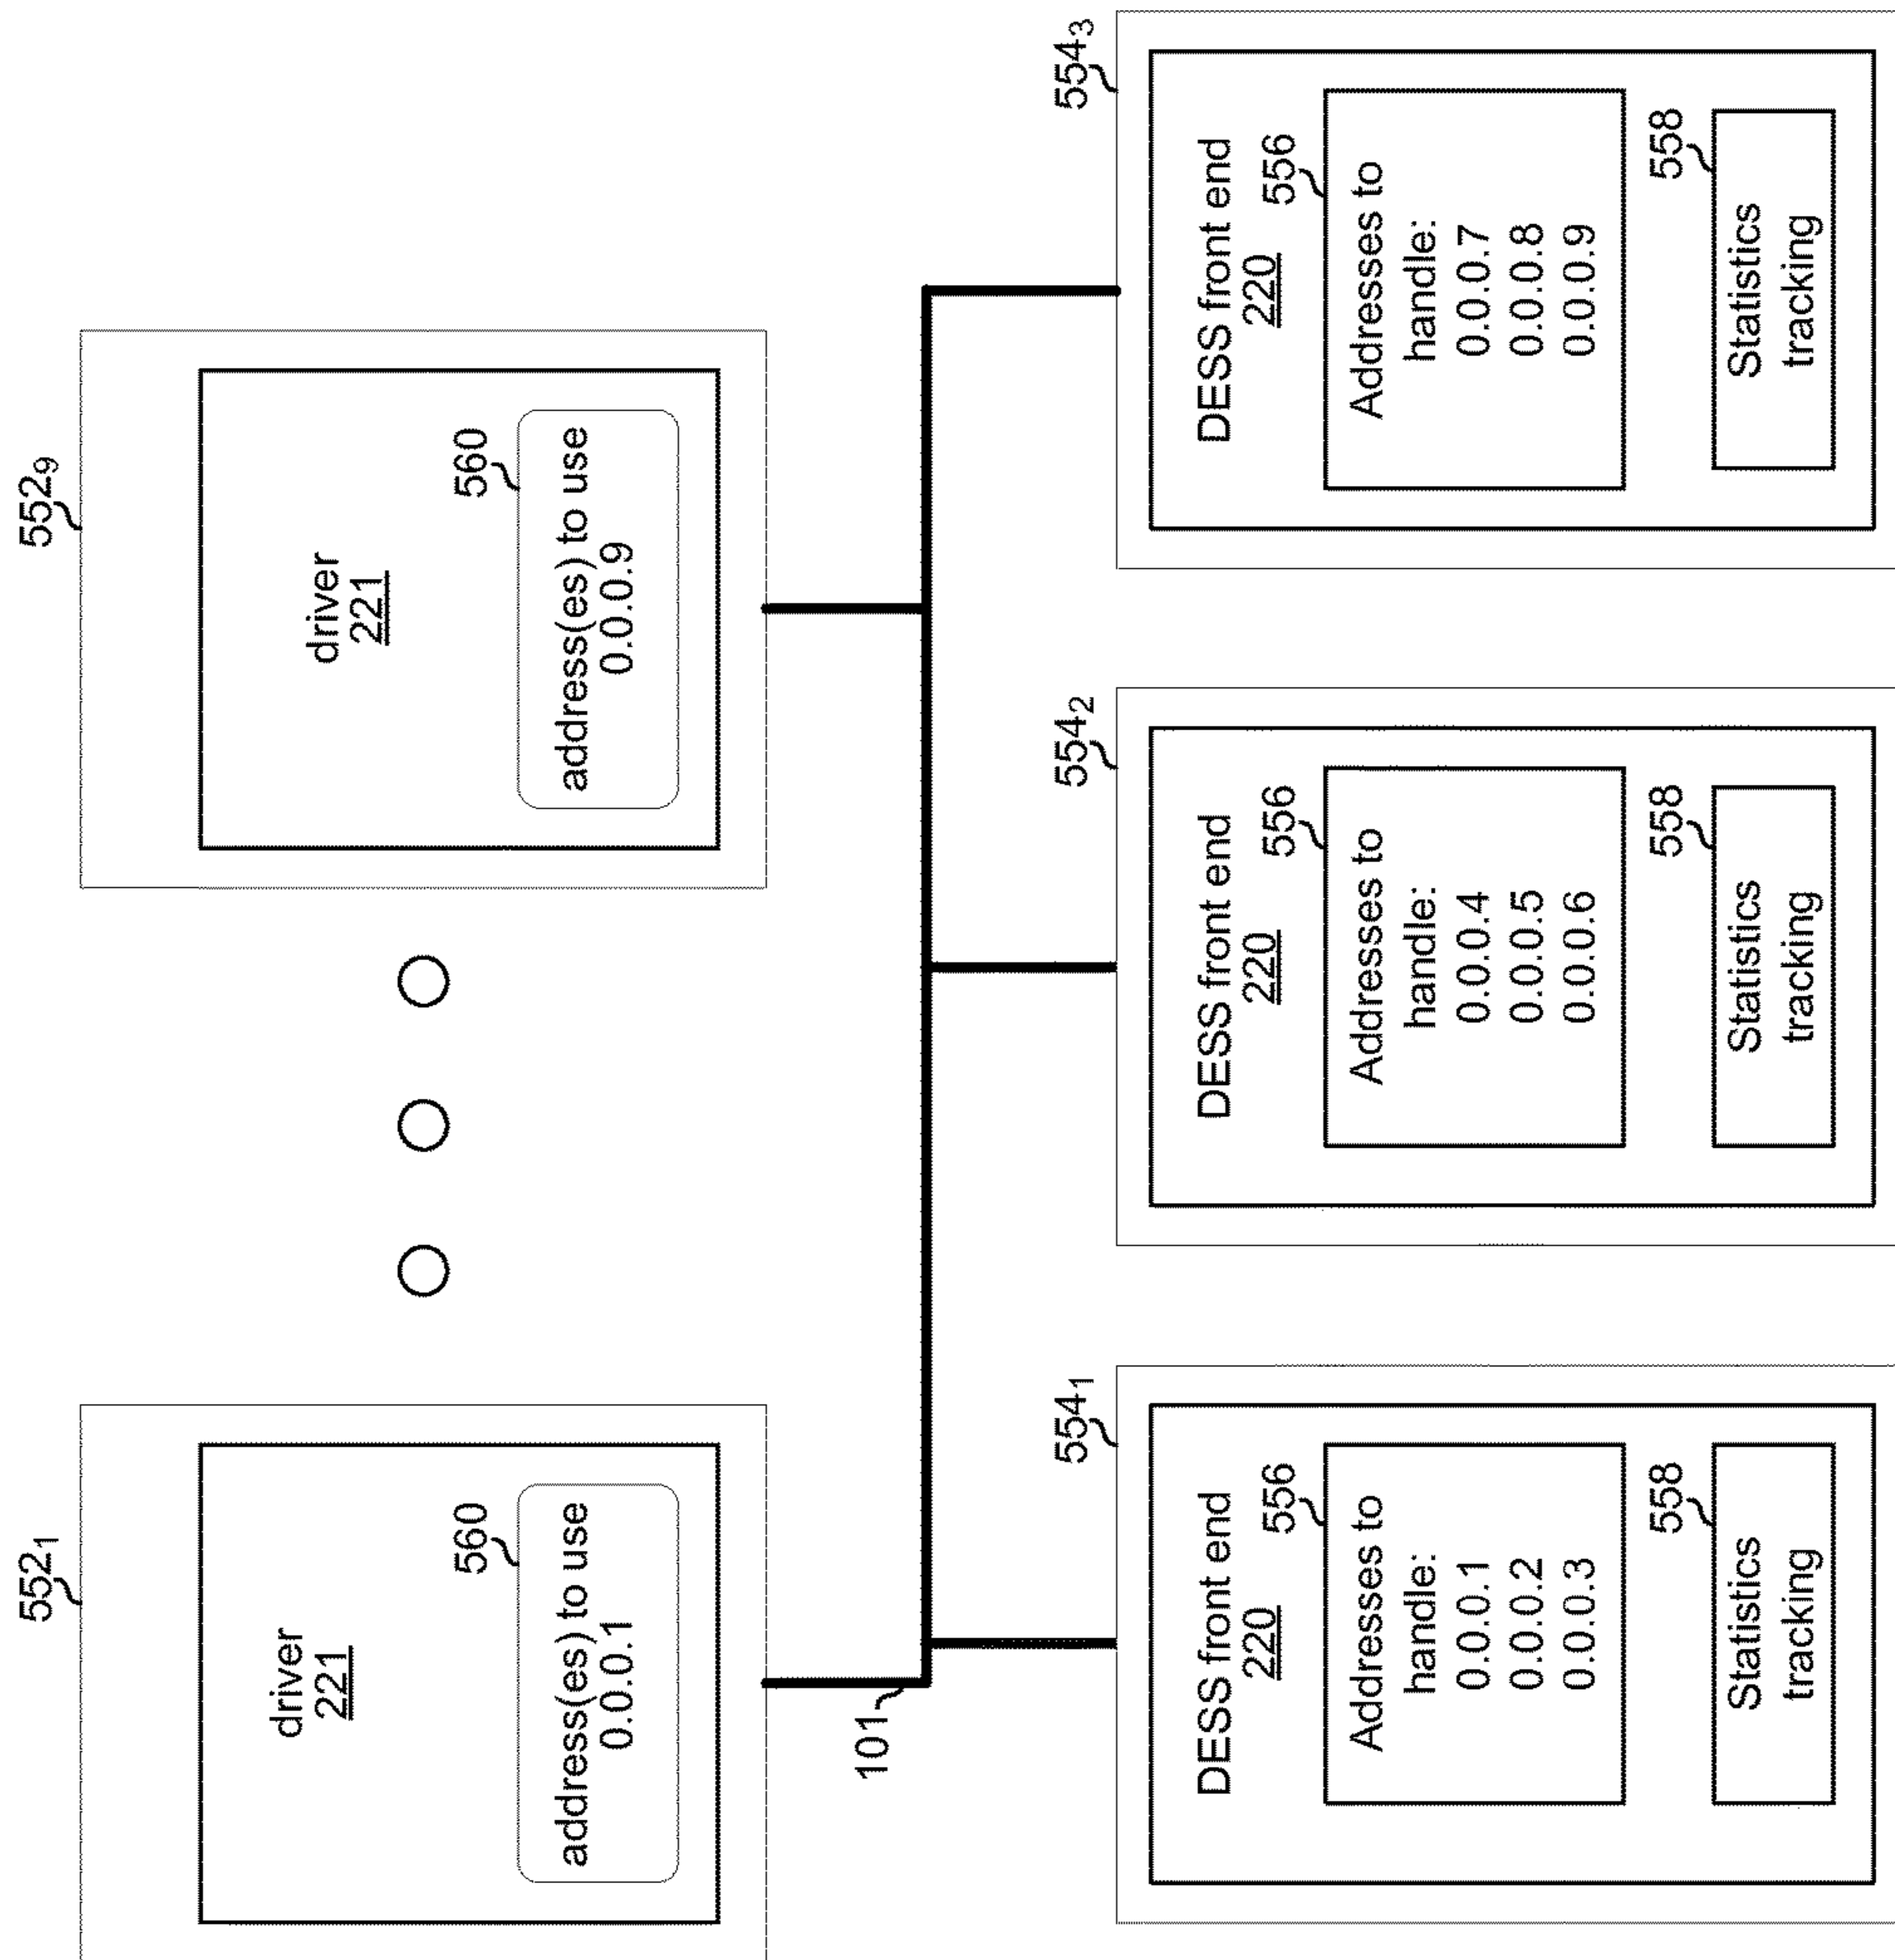 552₁
driver
221
560
address(es) to use
0.0.0.1
552₉
driver
221
560
address(es) to use
0.0.0.9
101
554₁
DESS front end
220
556
Addresses to
handle:
0.0.0.1
0.0.0.2
0.0.0.3
558
Statistics
tracking
554₂
DESS front end
220
556
Addresses to
handle:
0.0.0.4
0.0.0.5
0.0.0.6
558
Statistics
tracking
554₃
DESS front end
220
556
Addresses to
handle:
0.0.0.7
0.0.0.8
0.0.0.9
558
Statistics
tracking